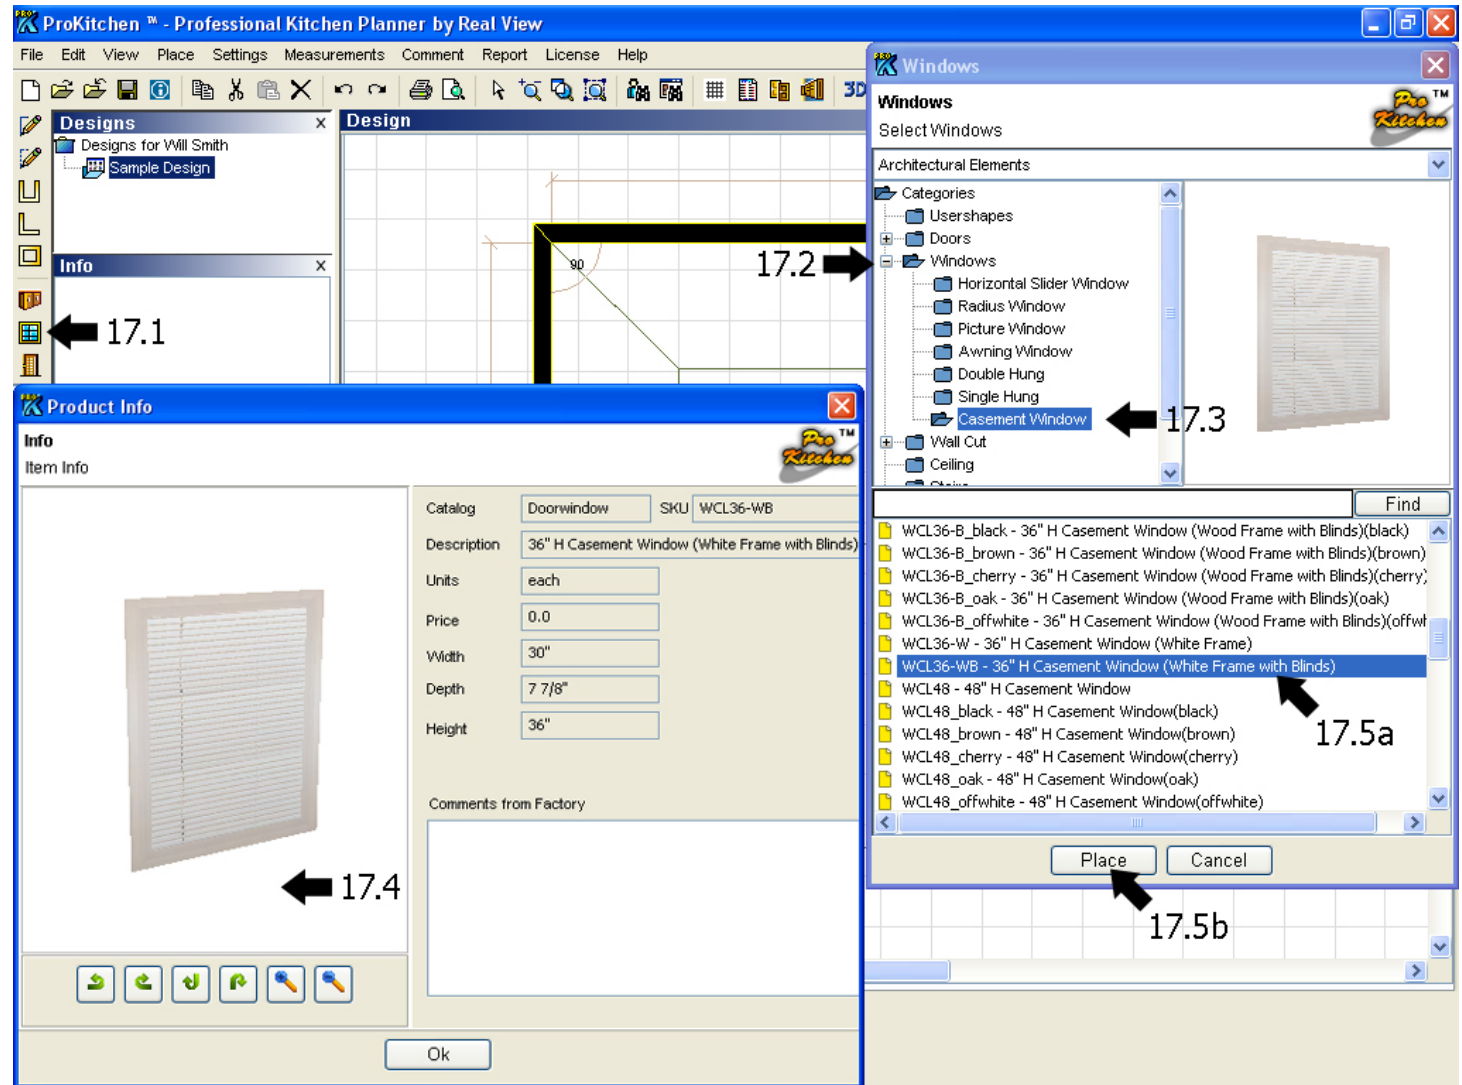 ProKitchen ™ - Professional Kitchen Planner by Real View
File Edit View Place Settings Measurements Comment Report License Help
3D
Designs x
Designs for Will Smith
Sample Design
Info x
17.1
Design
90
17.2
Windows
Windows
Select Windows
Pro Kitchen ™
Architectural Elements
Categories
Usershapes
Doors
Windows
Horizontal Slider Window
Radius Window
Picture Window
Awning Window
Double Hung
Single Hung
Casement Window
17.3
Wall Cut
Ceiling
Find
WCL36-B_black - 36" H Casement Window (Wood Frame with Blinds)(black)
WCL36-B_brown - 36" H Casement Window (Wood Frame with Blinds)(brown)
WCL36-B_cherry - 36" H Casement Window (Wood Frame with Blinds)(cherry)
WCL36-B_oak - 36" H Casement Window (Wood Frame with Blinds)(oak)
WCL36-B_offwhite - 36" H Casement Window (Wood Frame with Blinds)(offwh
WCL36-W - 36" H Casement Window (White Frame)
WCL36-WB - 36" H Casement Window (White Frame with Blinds)
WCL48 - 48" H Casement Window
WCL48_black - 48" H Casement Window(black)
WCL48_brown - 48" H Casement Window(brown)
WCL48_cherry - 48" H Casement Window(cherry)
WCL48_oak - 48" H Casement Window(oak)
WCL48_offwhite - 48" H Casement Window(offwhite)
17.5a
Place Cancel
17.5b
Product Info
Info
Item Info
Pro Kitchen ™
Catalog Doorwindow SKU WCL36-WB
Description 36" H Casement Window (White Frame with Blinds)
Units each
Price 0.0
Width 30"
Depth 7 7/8"
Height 36"
Comments from Factory
17.4
Ok